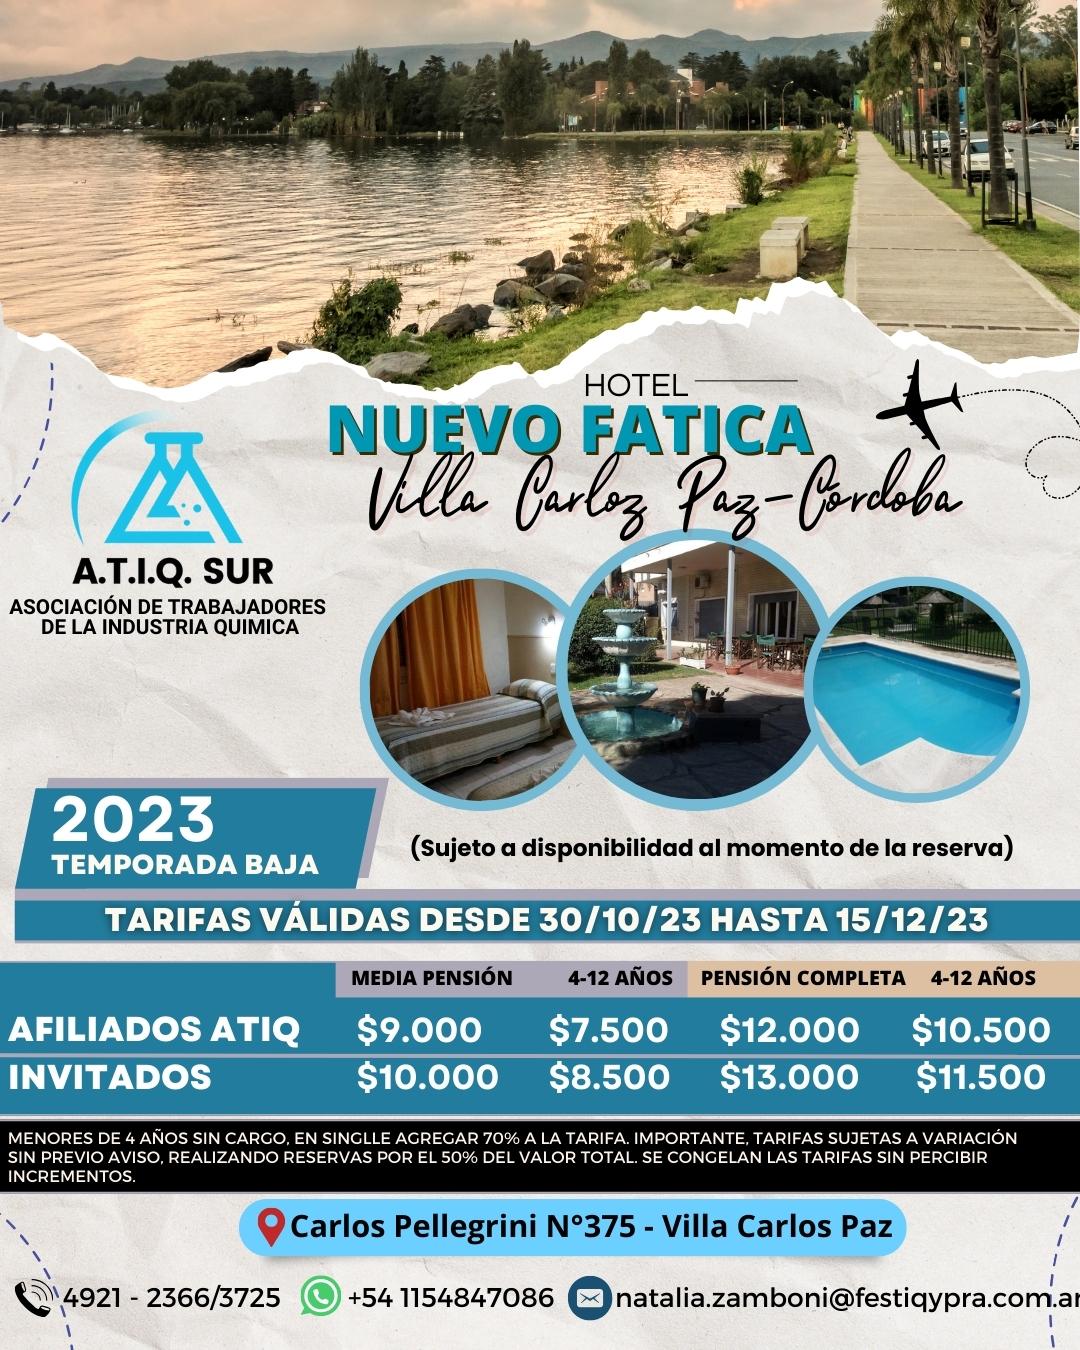 HOTEL
NUEVO FATICA
Villa Carloz Paz-Córdoba
A.T.I.Q. SUR
ASOCIACIÓN DE TRABAJADORES
DE LA INDUSTRIA QUIMICA
2023
TEMPORADA BAJA
(Sujeto a disponibilidad al momento de la reserva)
TARIFAS VÁLIDAS DESDE 30/10/23 HASTA 15/12/23
MEDIA PENSIÓN 4-12 AÑOS PENSIÓN COMPLETA 4-12 AÑOS
AFILIADOS ATIQ $9.000 $7.500 $12.000 $10.500
INVITADOS $10.000 $8.500 $13.000 $11.500
MENORES DE 4 AÑOS SIN CARGO, EN SINGLLE AGREGAR 70% A LA TARIFA. IMPORTANTE, TARIFAS SUJETAS A VARIACIÓN
SIN PREVIO AVISO, REALIZANDO RESERVAS POR EL 50% DEL VALOR TOTAL. SE CONGELAN LAS TARIFAS SIN PERCIBIR
INCREMENTOS.
Carlos Pellegrini N°375 - Villa Carlos Paz
4921 - 2366/3725 +54 1154847086 natalia.zamboni@festiqypra.com.ar